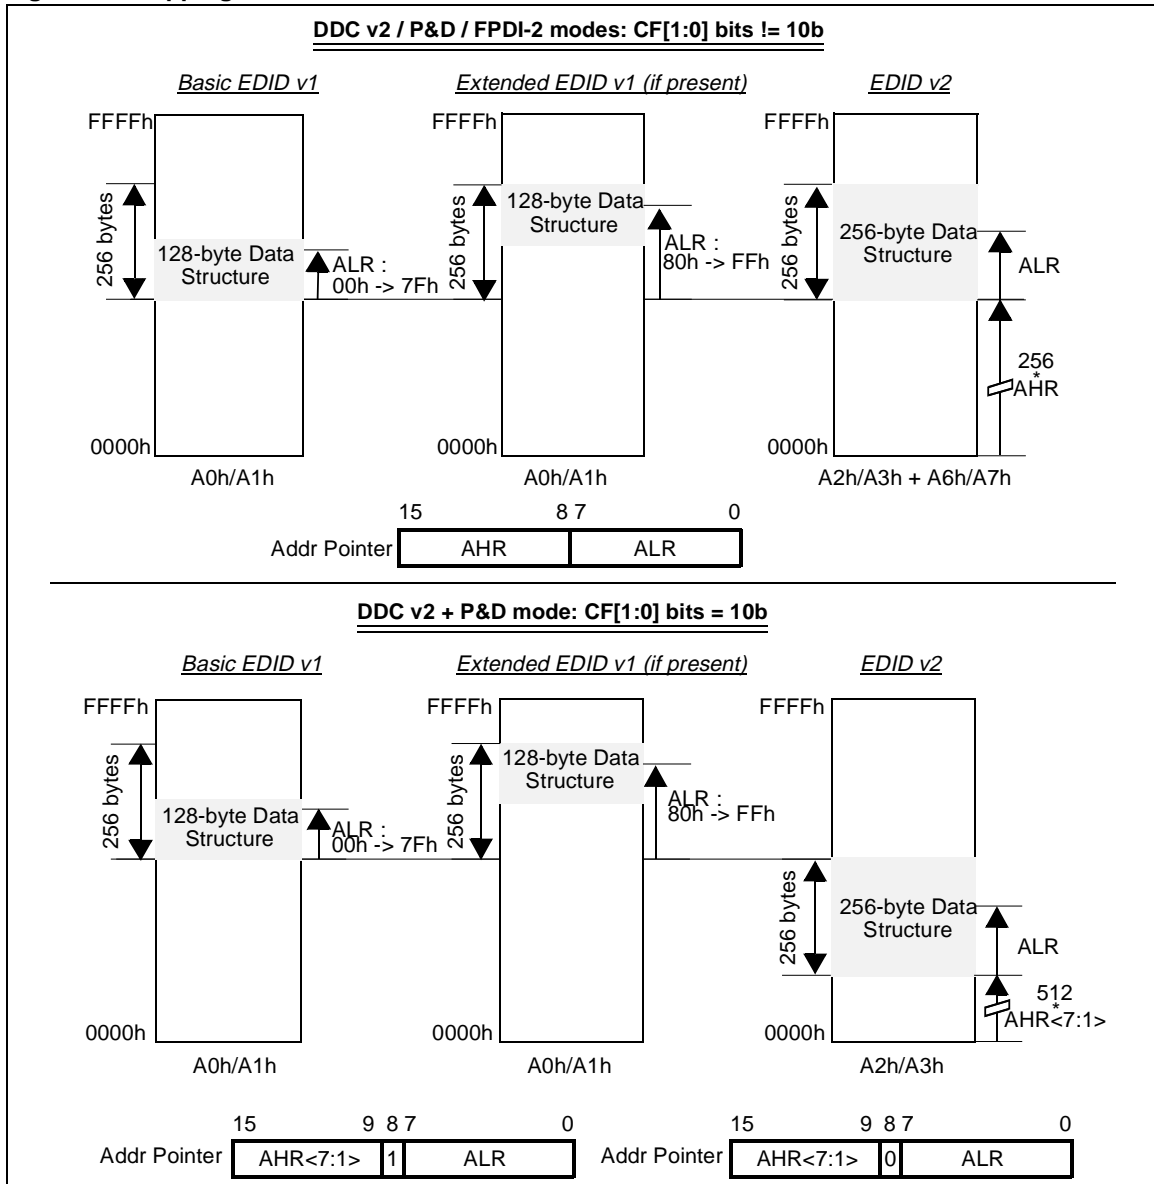 DDC v2 / P&D / FPDI-2 modes: CF[1:0] bits != 10b
Basic EDID v1
Extended EDID v1 (if present)
EDID v2
FFFFh
FFFFh
FFFFh
256 bytes
128-byte Data
Structure
ALR :
00h -> 7Fh
256 bytes
128-byte Data
Structure
ALR :
80h -> FFh
256 bytes
256-byte Data
Structure
ALR
256
*
AHR
0000h
0000h
0000h
A0h/A1h
A0h/A1h
A2h/A3h + A6h/A7h
15 8 7 0
Addr Pointer AHR ALR
DDC v2 + P&D mode: CF[1:0] bits = 10b
Basic EDID v1
Extended EDID v1 (if present)
EDID v2
FFFFh
FFFFh
FFFFh
256 bytes
128-byte Data
Structure
ALR :
00h -> 7Fh
256 bytes
128-byte Data
Structure
ALR :
80h -> FFh
256 bytes
256-byte Data
Structure
ALR
512
*
AHR<7:1>
0000h
0000h
0000h
A0h/A1h
A0h/A1h
A2h/A3h
15 9 8 7 0
Addr Pointer AHR<7:1> 1 ALR
15 9 8 7 0
Addr Pointer AHR<7:1> 0 ALR